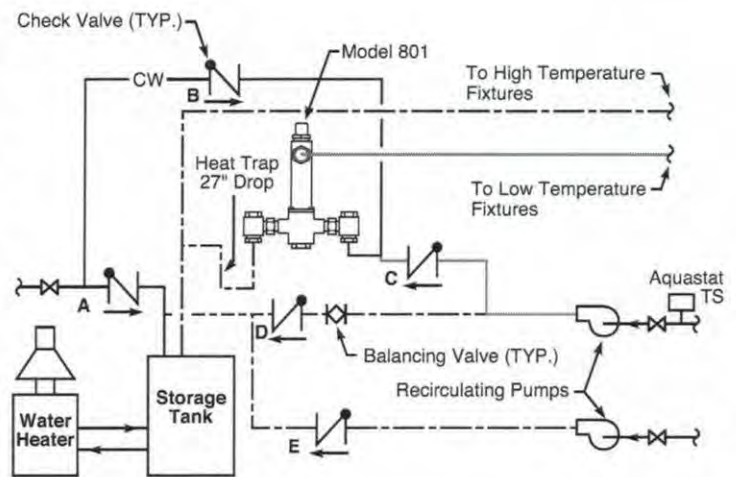 Check Valve (TYP.)
Model 801
CW
B
To High Temperature
Fixtures
Heat Trap
27" Drop
To Low Temperature
Fixtures
A
C
Aquastat
TS
D
Balancing Valve (TYP.)
Recirculating Pumps
Storage
Tank
Water
Heater
E